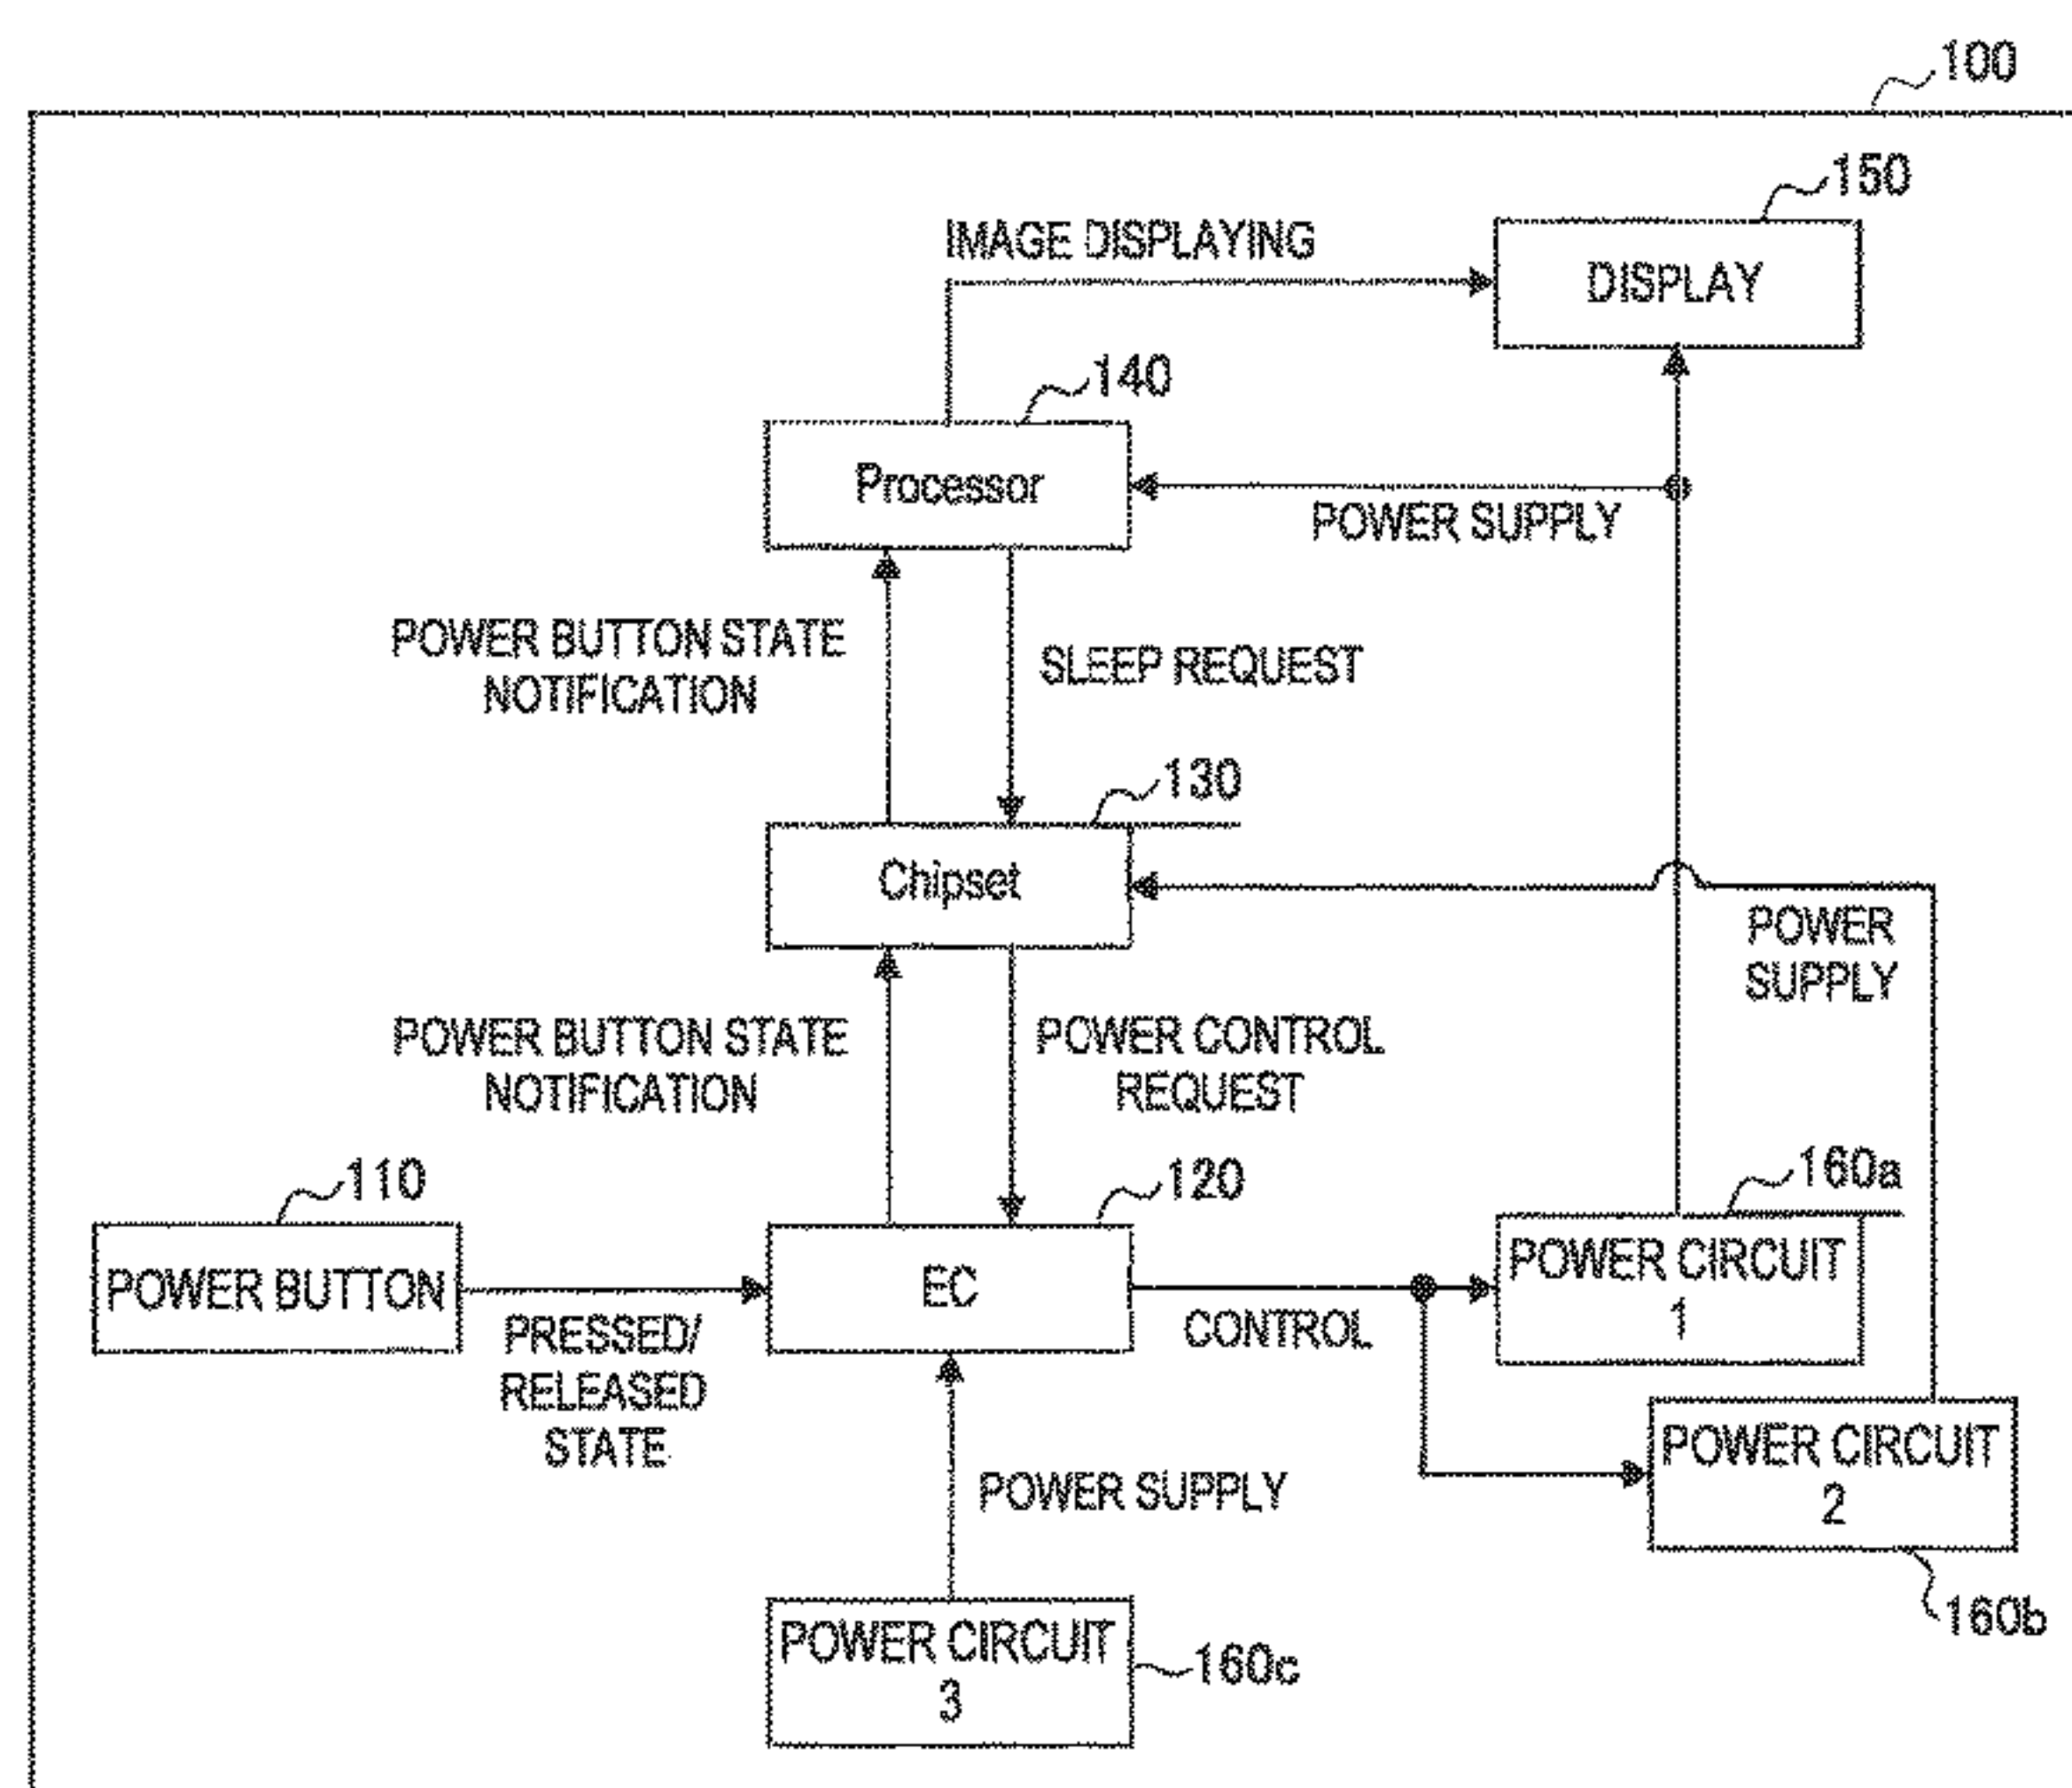 100
150
IMAGE DISPLAYING
DISPLAY
140
Processor
POWER SUPPLY
POWER BUTTON STATE
NOTIFICATION
SLEEP REQUEST
130
Chipset
POWER
SUPPLY
POWER BUTTON STATE
NOTIFICATION
POWER CONTROL
REQUEST
110
120
160a
POWER BUTTON
PRESSED/
RELEASED
STATE
EC
CONTROL
POWER CIRCUIT
1
POWER CIRCUIT
2
160b
POWER SUPPLY
POWER CIRCUIT
3
160c